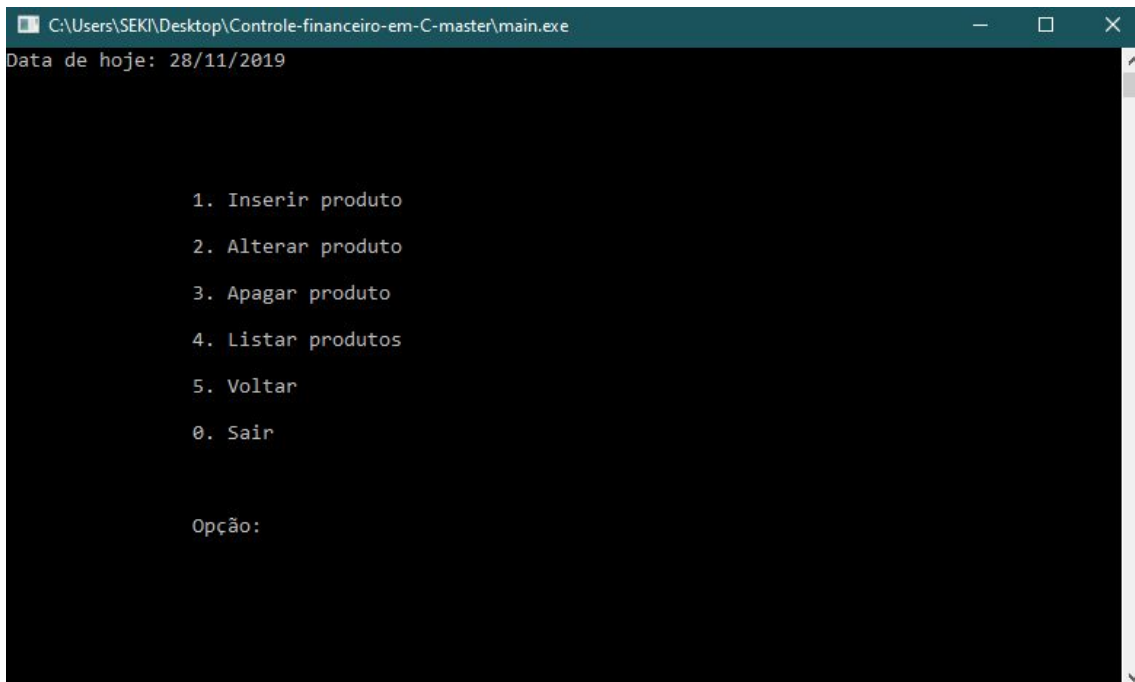 C:\Users\SEKI\Desktop\Controle-financeiro-em-C-master\main.exe
Data de hoje: 28/11/2019
1. Inserir produto
2. Alterar produto
3. Apagar produto
4. Listar produtos
5. Voltar
0. Sair
Opção: